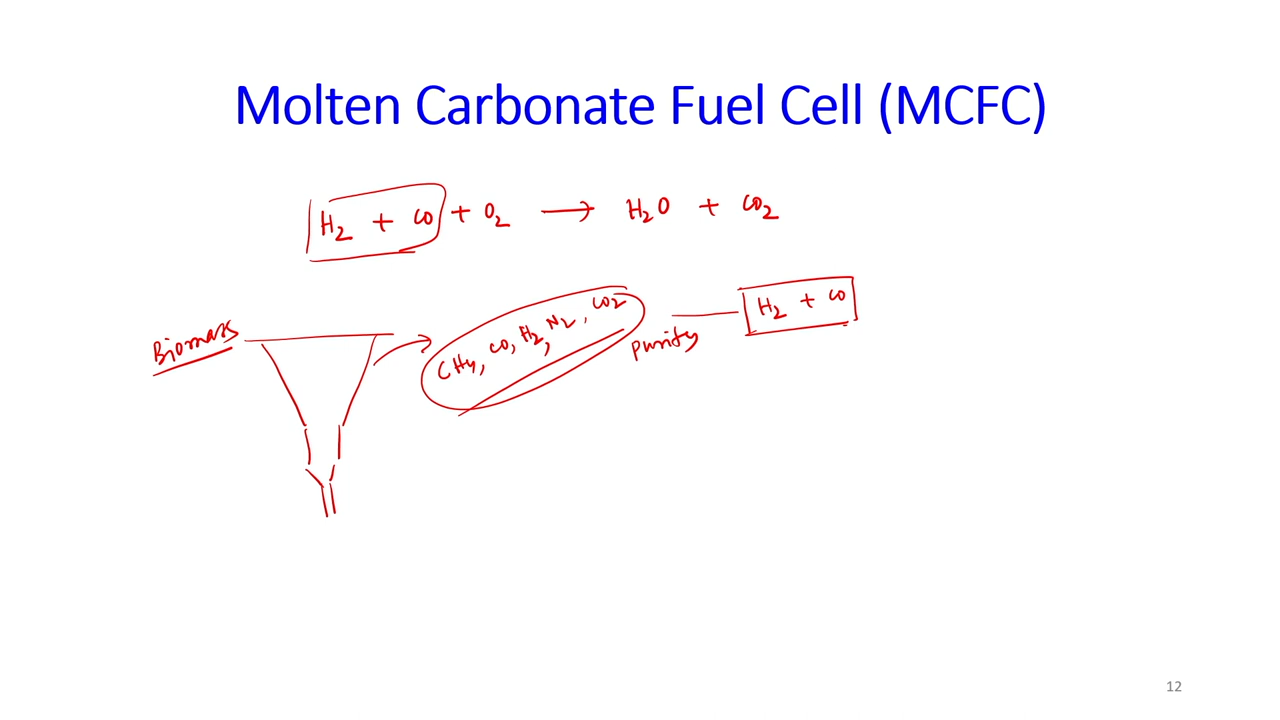 Molten Carbonate Fuel Cell (MCFC)
H₂ + CO + O₂ → H₂O + CO₂
Biomass
CH₄, CO, H₂, N₂, CO₂
Purity
H₂ + CO
12